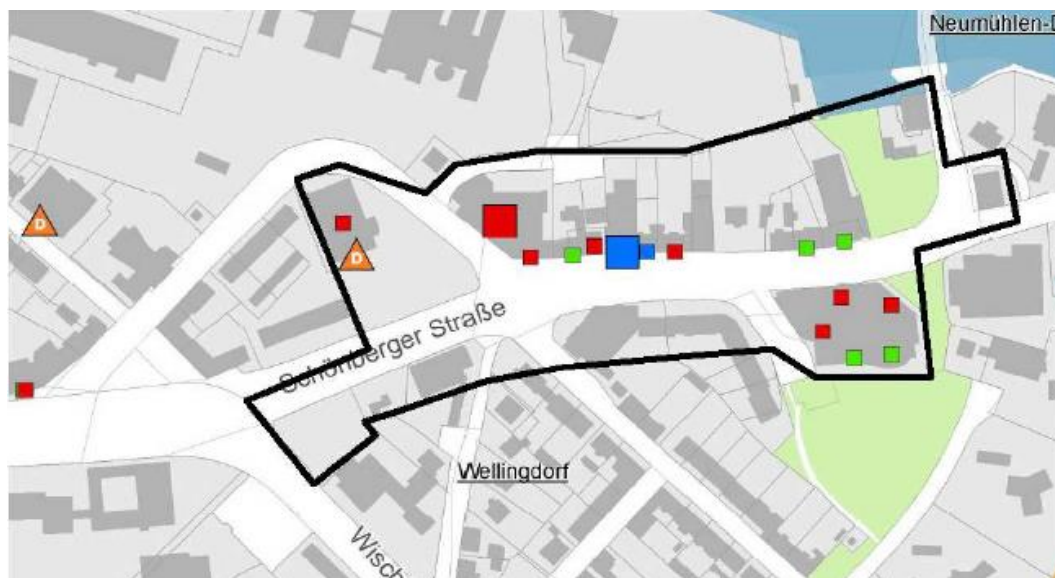 Neumühlen-D
D
D
Schönberger Straße
Wellingdorf
Wisch